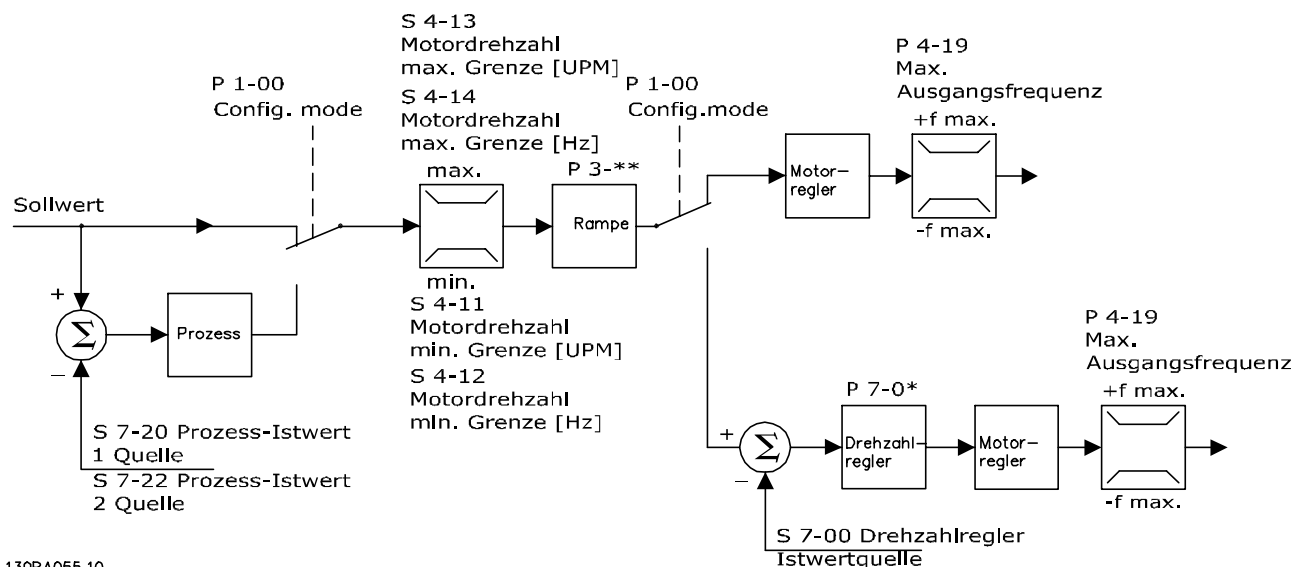 S 4-13
Motordrehzahl
max. Grenze [UPM]
S 4-14
Motordrehzahl
max. Grenze [Hz]
P 1-00
Config. mode
P 1-00
Config.mode
P 4-19
Max.
Ausgangsfrequenz
+f max.
max.
P 3-**
Motor-
regler
Sollwert
Rampe
-f max.
min.
+
Σ
−
Prozess
S 4-11
Motordrehzahl
min. Grenze [UPM]
S 4-12
Motordrehzahl
min. Grenze [Hz]
P 4-19
Max.
Ausgangsfrequenz
+f max.
P 7-0*
S 7-20 Prozess-Istwert
1 Quelle
S 7-22 Prozess-Istwert
2 Quelle
+
Σ
−
Drehzahl-
regler
Motor-
regler
-f max.
S 7-00 Drehzahlregler
Istwertquelle
130BA055.10